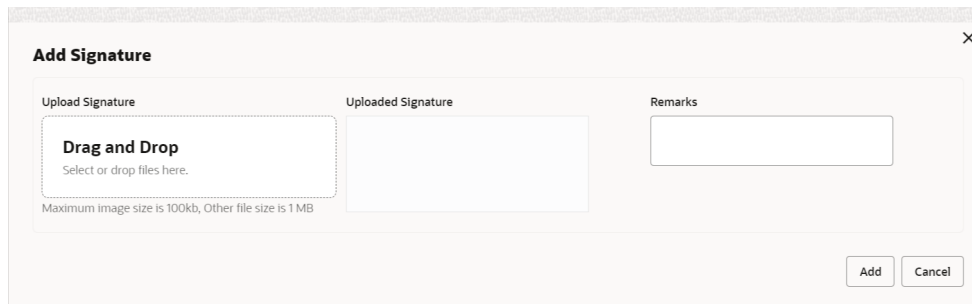 Add Signature
Upload Signature
Drag and Drop
Select or drop files here.
Maximum image size is 100kb, Other file size is 1 MB
Uploaded Signature
Remarks
Add
Cancel